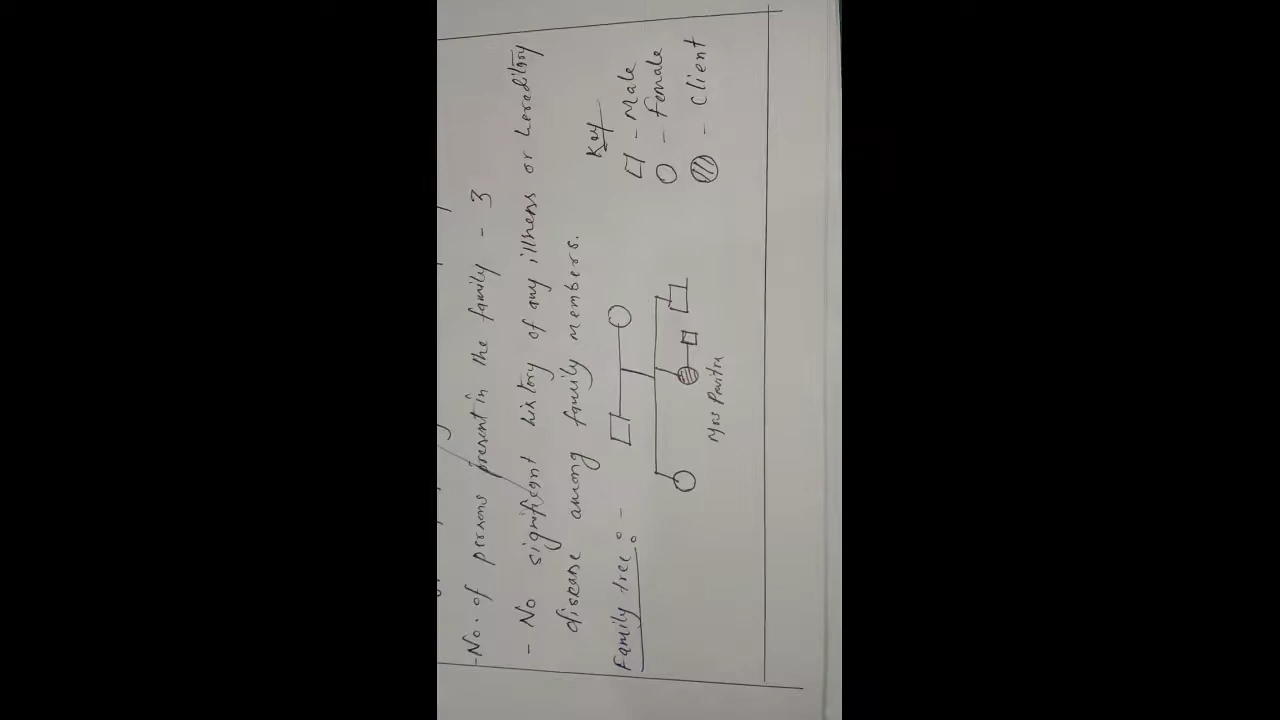 - No. of persons present in the family - 3
- No significant history of any illness or hereditary
disease among family members.
Family tree : -
Key
- Male
- Female
- Client
Mrs Pavitra